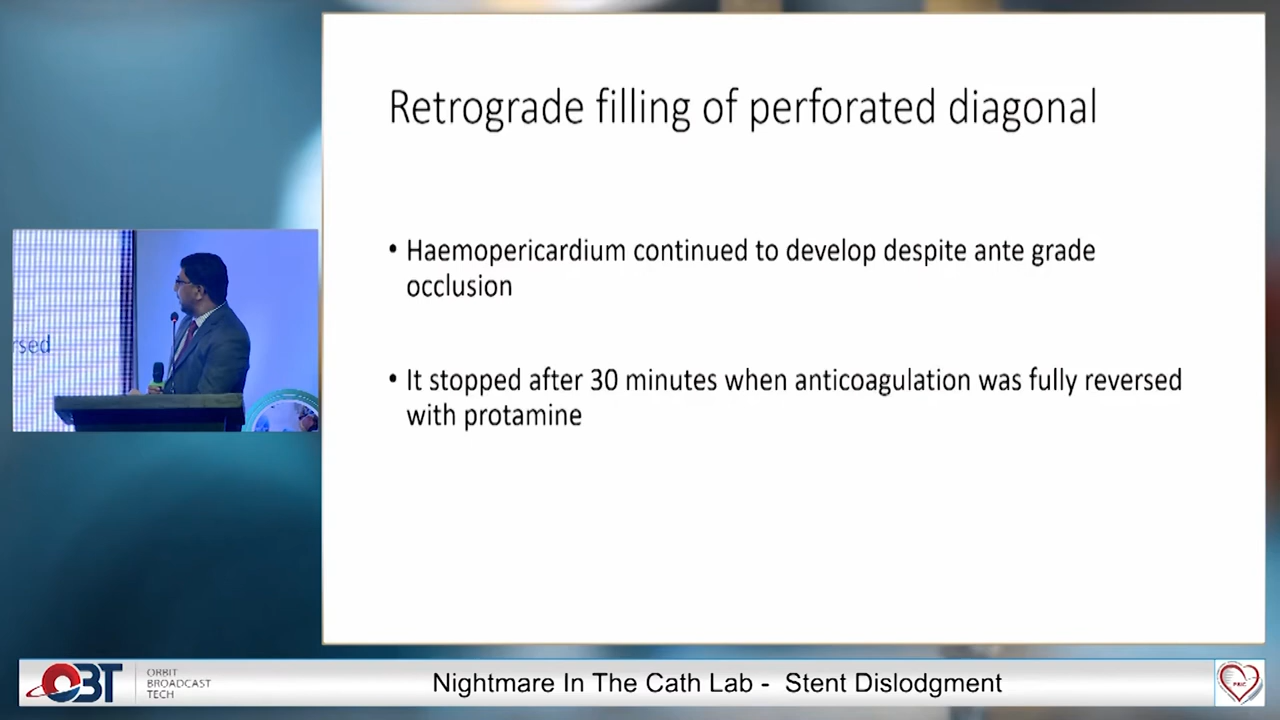 Retrograde filling of perforated diagonal
• Haemopericardium continued to develop despite ante grade
occlusion
• It stopped after 30 minutes when anticoagulation was fully reversed
with protamine
rsed
OBT
ORBIT
BROADCAST
TECH
Nightmare In The Cath Lab - Stent Dislodgment